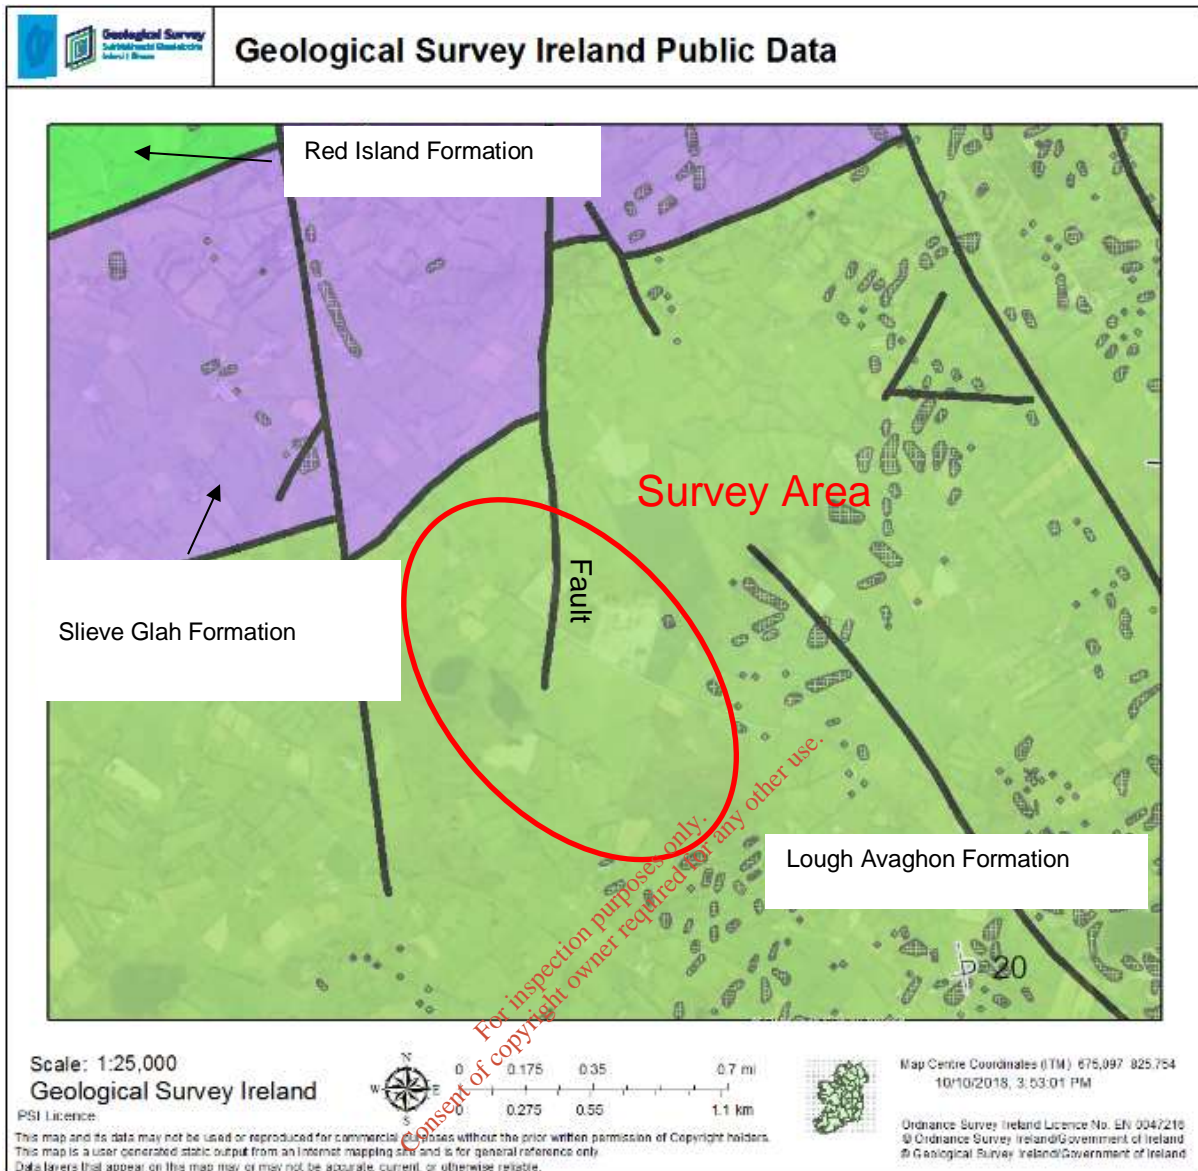 Geological Survey
Geological Survey Ireland Public Data
Red Island Formation
Survey Area
Fault
Slieve Glah Formation
Lough Avaghon Formation
20
For inspection purposes only.
Consent of copyright owner required for any other use.
Scale: 1:25,000
Geological Survey Ireland
PSI Licence
N
W E
S
0 0.175 0.35 0.7 mi
0 0.275 0.55 1.1 km
Map Centre Coordinates (ITM) 675,097 825,754
10/10/2018, 3:53:01 PM
Ordnance Survey Ireland Licence No. EN 0047216
© Ordnance Survey Ireland/Government of Ireland
© Geological Survey Ireland/Government of Ireland
This map and its data may not be used or reproduced for commercial purposes without the prior written permission of Copyright holders.
This map is a user generated static output from an Internet mapping site and is for general reference only.
Data layers that appear on this map may or may not be accurate, current, or otherwise reliable.